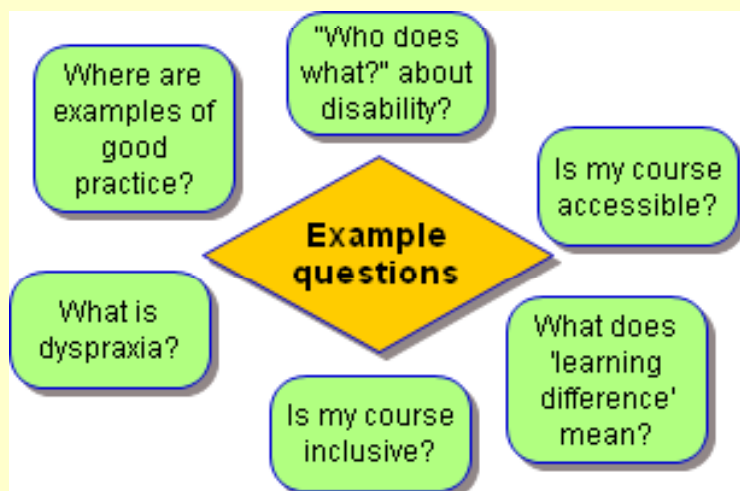 Where are
examples of
good
practice?
"Who does
what?" about
disability?
Is my course
accessible?
Example
questions
What is
dyspraxia?
What does
'learning
difference'
mean?
Is my course
inclusive?